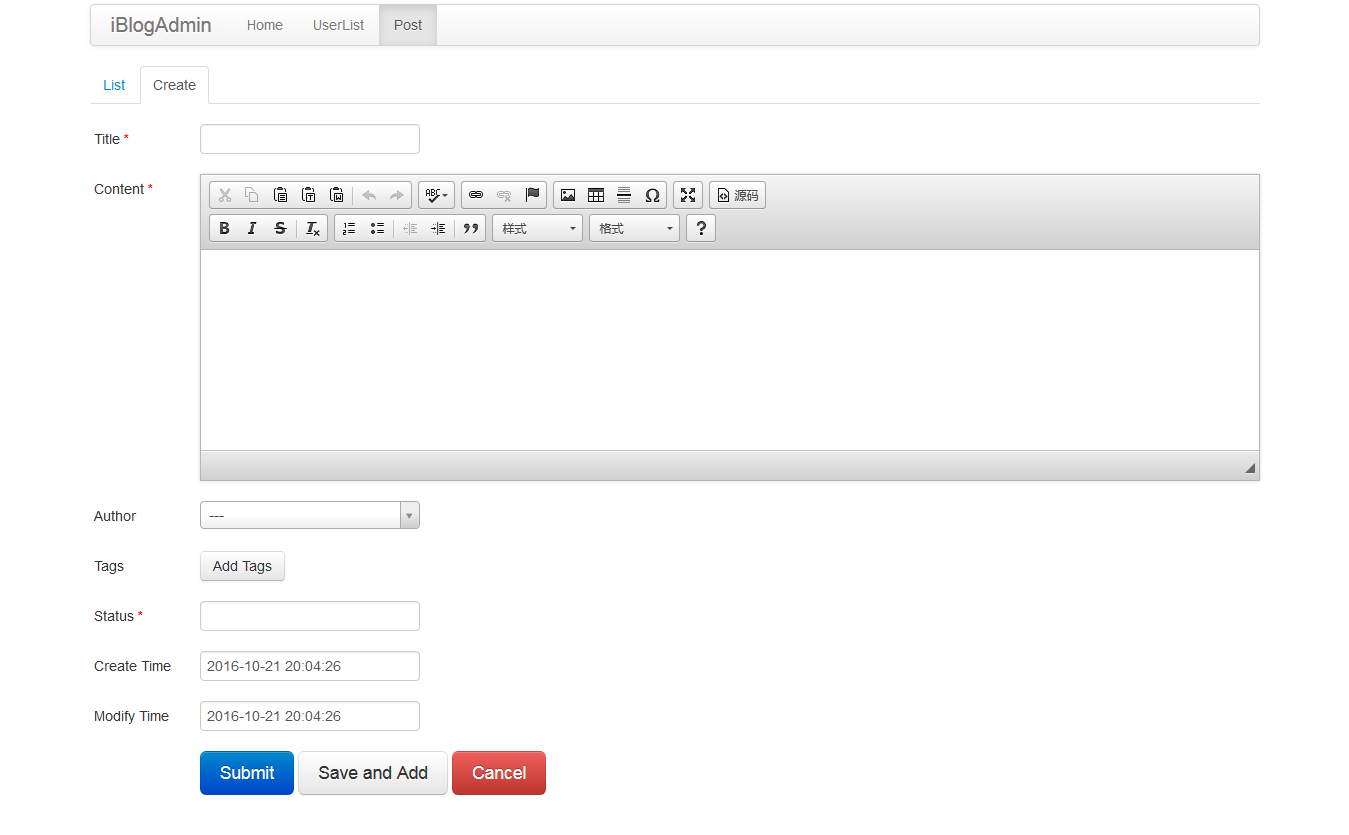 iBlogAdmin Home UserList Post
List Create
Title *
Content *
ABC
Ω 源码
B I S Ix
样式 格式 ?
Author ---
Tags Add Tags
Status *
Create Time 2016-10-21 20:04:26
Modify Time 2016-10-21 20:04:26
Submit Save and Add Cancel